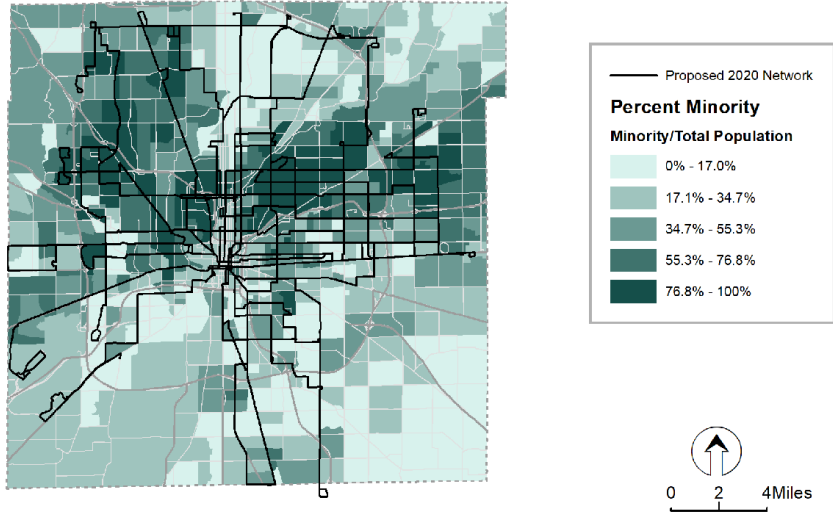 Proposed 2020 Network
Percent Minority
Minority/Total Population
0% - 17.0%
17.1% - 34.7%
34.7% - 55.3%
55.3% - 76.8%
76.8% - 100%
0 2 4Miles